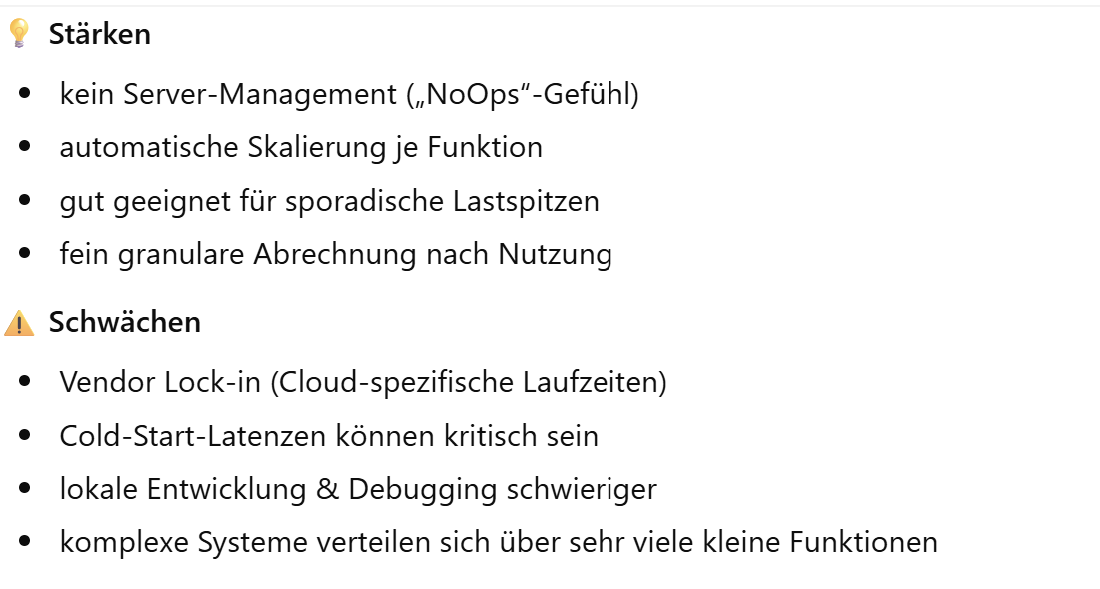 💡 Stärken
• kein Server-Management („NoOps“-Gefühl)
• automatische Skalierung je Funktion
• gut geeignet für sporadische Lastspitzen
• fein granulare Abrechnung nach Nutzung
⚠️ Schwächen
• Vendor Lock-in (Cloud-spezifische Laufzeiten)
• Cold-Start-Latenzen können kritisch sein
• lokale Entwicklung & Debugging schwieriger
• komplexe Systeme verteilen sich über sehr viele kleine Funktionen